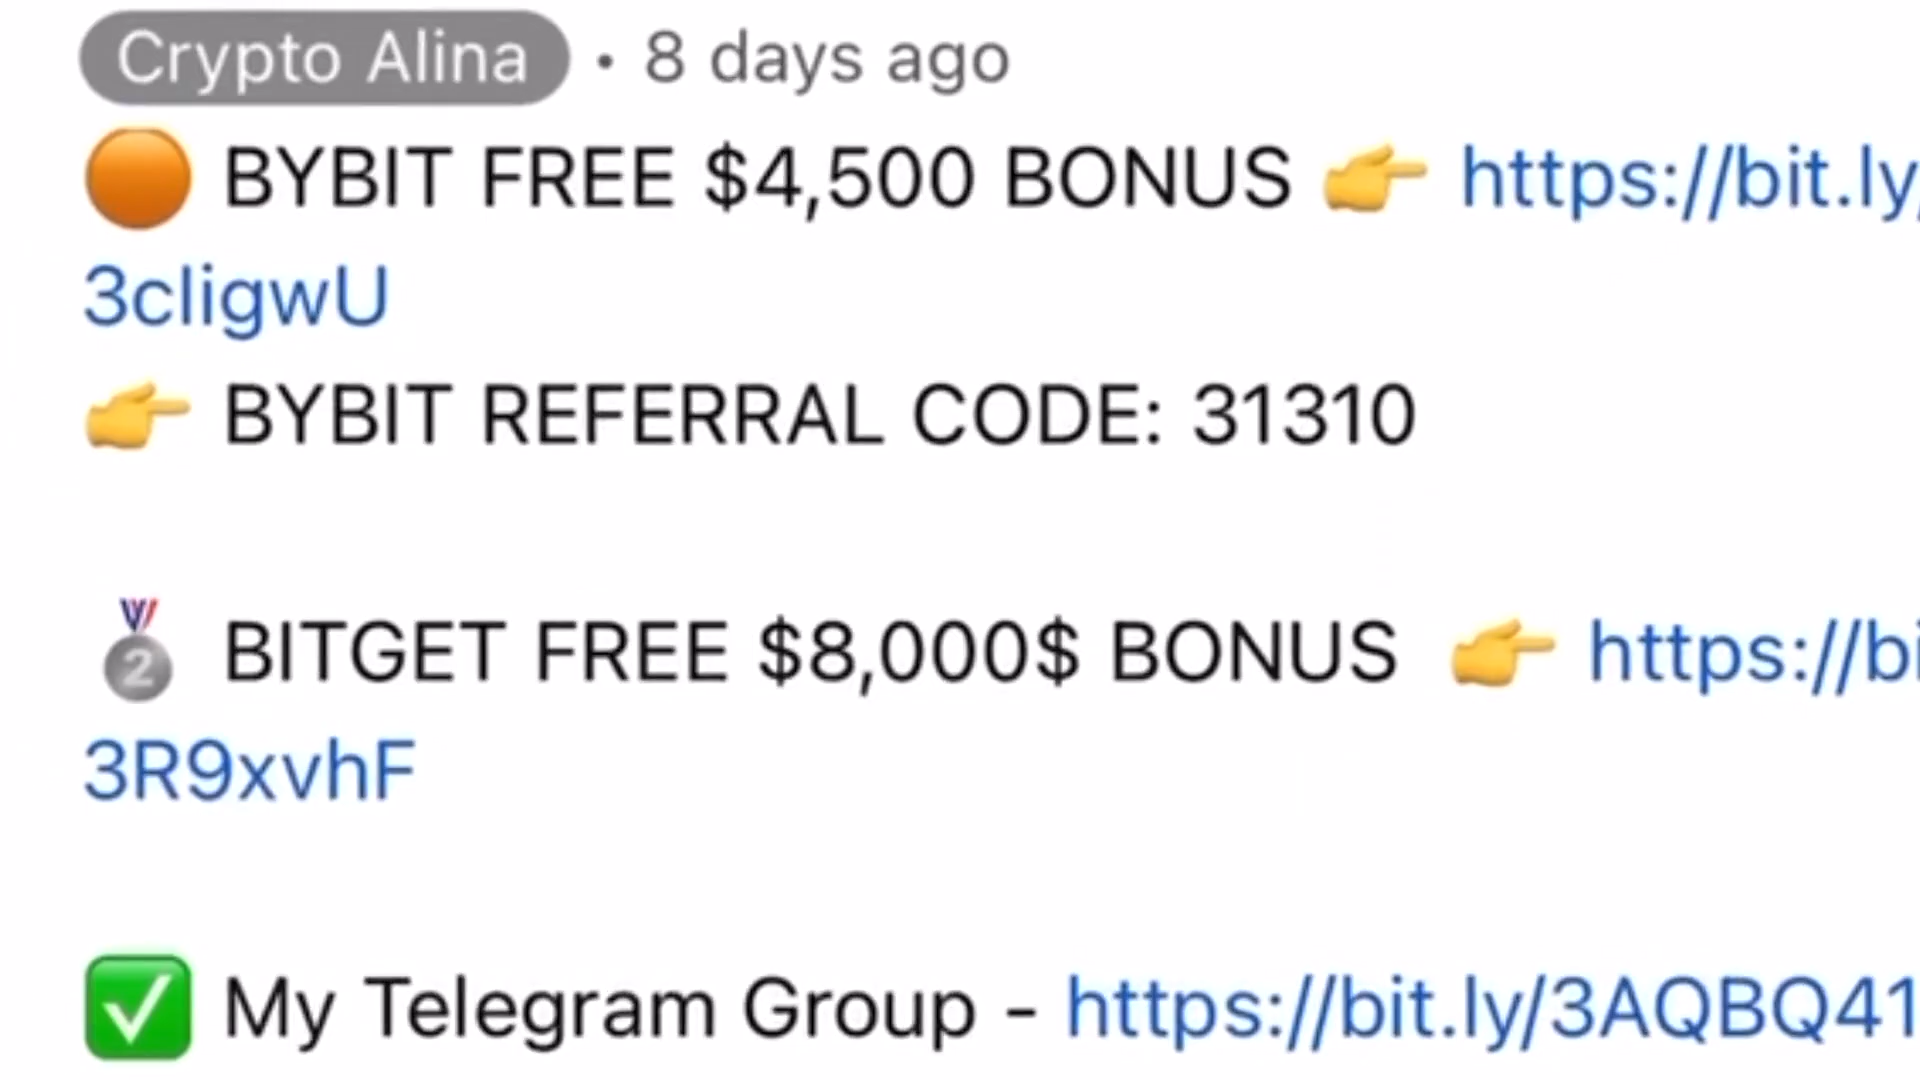 Crypto Alina • 8 days ago
🟠 BYBIT FREE $4,500 BONUS 👉 https://bit.ly/
3cIigwU
👉 BYBIT REFERRAL CODE: 31310
🥈 BITGET FREE $8,000$ BONUS 👉 https://bi
3R9xvhF
✅ My Telegram Group - https://bit.ly/3AQBQ41